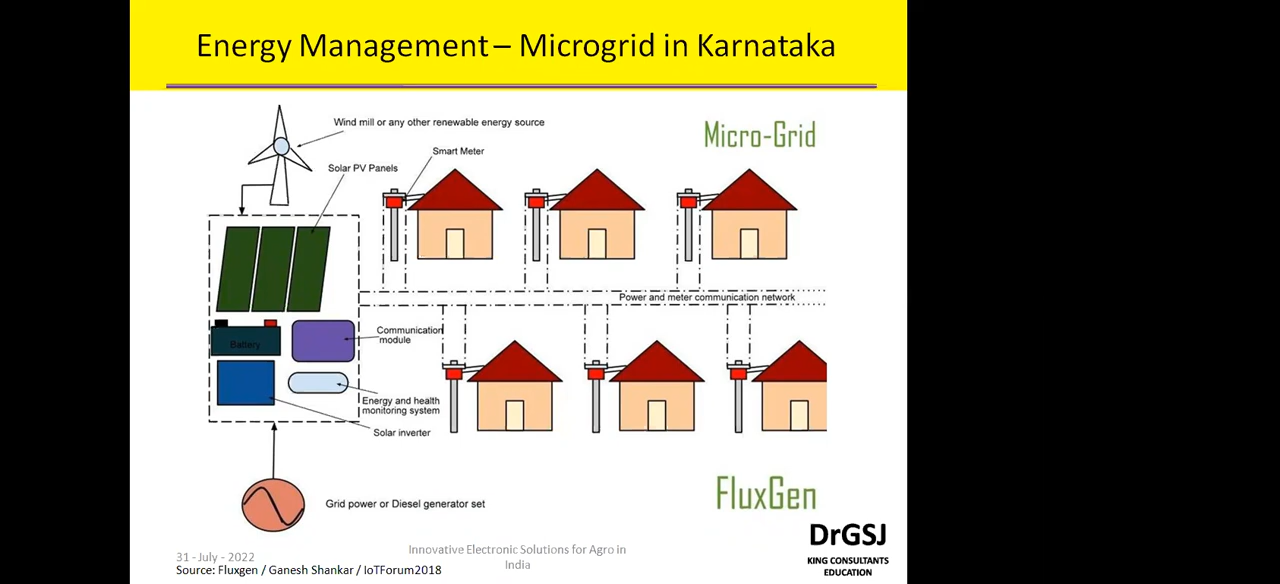 Energy Management – Microgrid in Karnataka
Wind mill or any other renewable energy source
Micro-Grid
Smart Meter
Solar PV Panels
Power and meter communication network
Battery
Communication
module
Energy and health
monitoring system
Solar inverter
Grid power or Diesel generator set
FluxGen
DrGSJ
KING CONSULTANTS
EDUCATION
31 - July - 2022
Innovative Electronic Solutions for Agro in
India
Source: Fluxgen / Ganesh Shankar / IoTForum2018